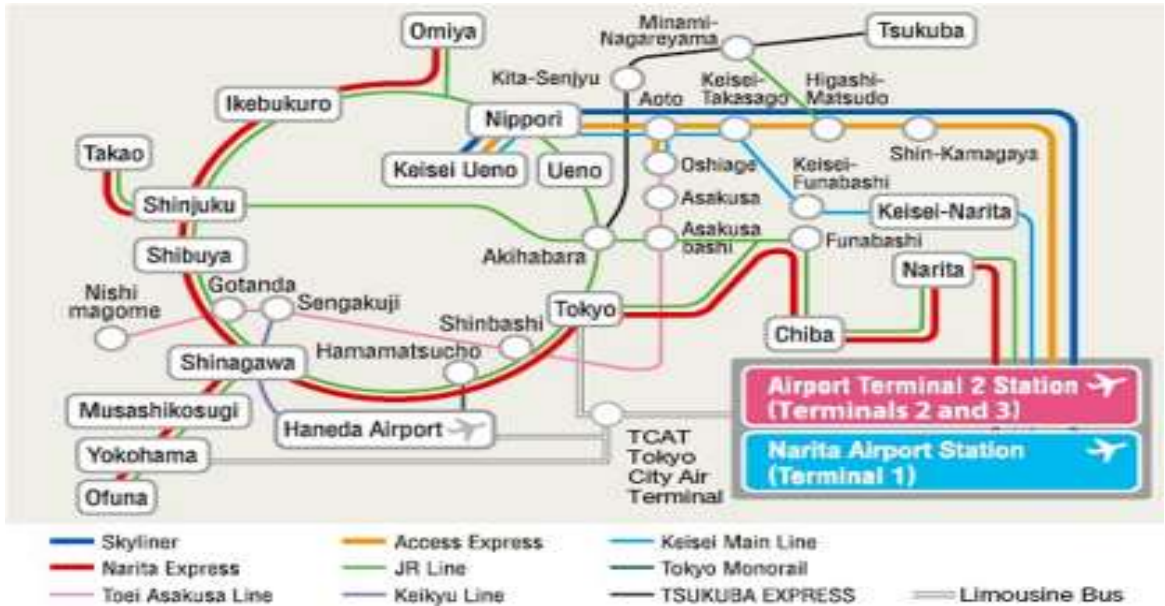 Omiya
Minami-
Nagareyama
Tsukuba
Kita-Senjyu
Keisei-
Takasago
Higashi-
Matsudo
Ikebukuro
Aoto
Nippori
Takao
Keisei Ueno
Ueno
Oshiage
Shin-Kamagaya
Keisei-
Funabashi
Shinjuku
Asakusa
Keisei-Narita
Shibuya
Akihabara
Asakusa
bashi
Funabashi
Narita
Nishi
magome
Gotanda
Sengakuji
Tokyo
Shinbashi
Chiba
Shinagawa
Hamamatsucho
Musashikosugi
Haneda Airport
Airport Terminal 2 Station
(Terminals 2 and 3)
Yokohama
TCAT
Tokyo
City Air
Terminal
Narita Airport Station
(Terminal 1)
Ofuna
Skyliner
Access Express
Keisei Main Line
Narita Express
JR Line
Tokyo Monorail
Toei Asakusa Line
Keikyu Line
TSUKUBA EXPRESS
Limousine Bus